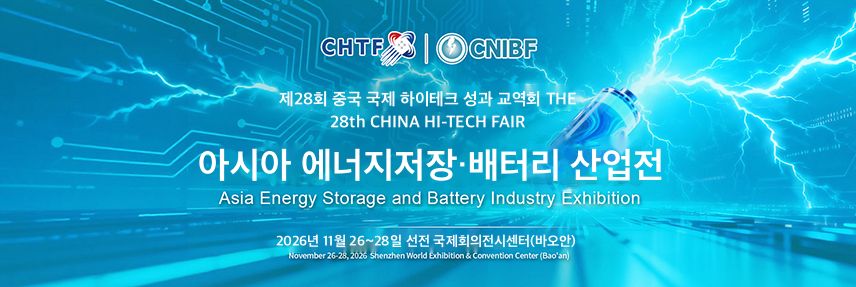 CHTF CNIBF
제28회 중국 국제 하이테크 성과 교역회 THE
28th CHINA HI-TECH FAIR
아시아 에너지저장·배터리 산업전
Asia Energy Storage and Battery Industry Exhibition
2026년 11월 26~28일 선전 국제회의전시센터(바오안)
November 26-28, 2026 Shenzhen World Exhibition & Convention Center (Bao'an)